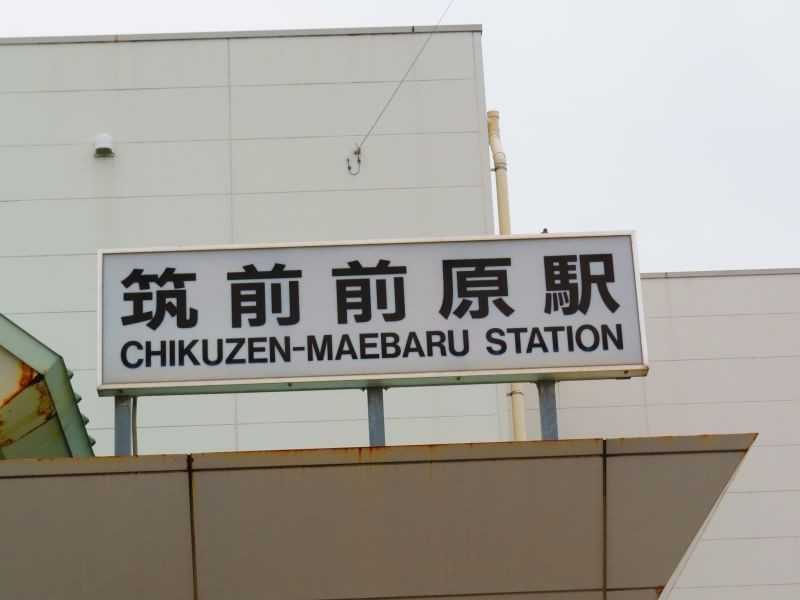 筑前前原駅
CHIKUZEN-MAEBARU STATION